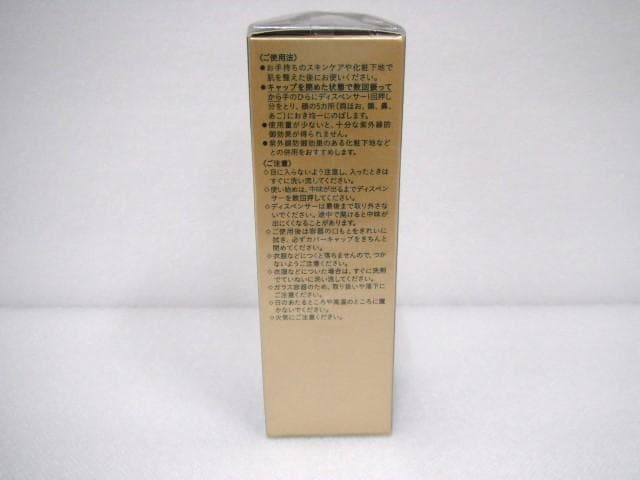 〈ご使用法〉
●お手持ちのスキンケアや化粧下地で
肌を整えた後にお使いください。
●キャップを閉めた状態で数回振って
から手のひらにディスペンサー1回押し
分をとり、顔の5カ所(両ほお、額、鼻、
あご)におき均一にのばします。
●使用量が少ないと、十分な紫外線防
御効果が得られません。
●紫外線防御効果のある化粧下地など
との併用をおすすめします。
〈ご注意〉
○目に入らないよう注意し、入ったときは
すぐに洗い流してください。
○使い始めは、中味が出るまでディスペン
サーを数回押してください。
○ディスペンサーは最後まで取り外さな
いでください。途中で開けると中味が
出にくくなることがあります。
○ご使用後は容器の口もとをきれいに
拭き、必ずカバーキャップをきちんと
閉めてください。
○衣服などにつくと落ちませんので、つか
ないようご注意ください。
○衣服などについた場合は、すぐに洗剤
でていねいに洗い流してください。
○ガラス容器のため、取り扱いや落下に
ご注意ください。
○日のあたるところや高温のところに置
かないでください。
○火気にご注意ください。